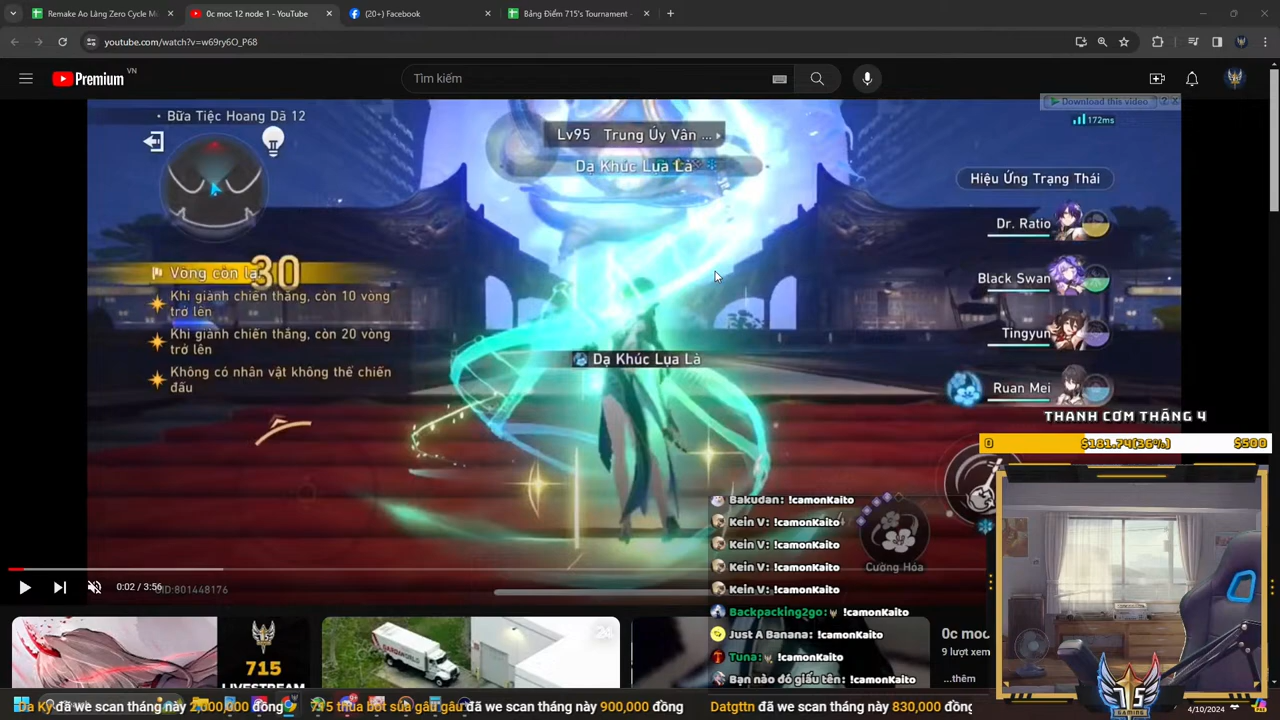 Remake Ao Làng Zero Cycle M
0c moc 12 node 1 - YouTube
(20+) Facebook
Bảng Điểm 715's Tournament -
youtube.com/watch?v=w69ry6O_P68
Premium VN
Tìm kiếm
Bữa Tiệc Hoang Dã 12
Lv95 Trung Úy Vân ...
Dạ Khúc Lụa Là
Download this video ? X
172ms
Hiệu Ứng Trạng Thái
Dr. Ratio
Black Swan
Tingyun
Ruan Mei
Vòng còn lại
30
Khi giành chiến thắng, còn 10 vòng
trở lên
Khi giành chiến thắng, còn 20 vòng
trở lên
Không có nhân vật không thể chiến
đấu
Dạ Khúc Lụa Là
THANH CƠM THÁNG 4
0 $181.74(36%) $500
Bakudan: !camonKaito
Kein V: !camonKaito
Kein V: !camonKaito
Kein V: !camonKaito
Kein V: !camonKaito
Backpacking2go: !camonKaito
Just A Banana: !camonKaito
Tuna: !camonKaito
Bạn nào đó giấu tên: !camonKaito
Cường Hóa
0:02 / 3:56
UID:801448176
715
LIVESTREAM
GARDAWORLD
0c moc
9 lượt xem
...thêm
đã we scan tháng này 2,000,000 đồng
715 thua bot sủa gâu gâu đã we scan tháng này 900,000 đồng
Datgttn đã we scan tháng này 830,000 đồng
715
GAMING
4/10/2024